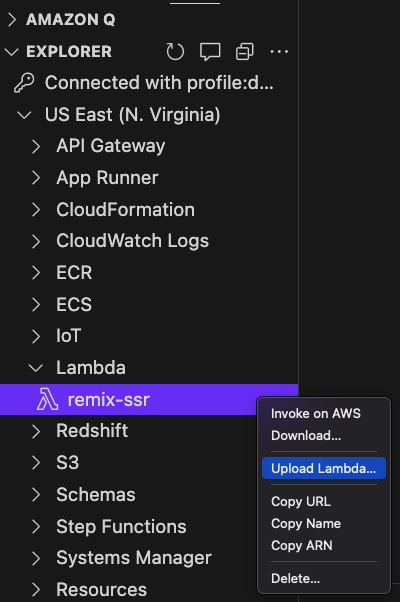 AMAZON Q
EXPLORER
Connected with profile:d...
US East (N. Virginia)
API Gateway
App Runner
CloudFormation
CloudWatch Logs
ECR
ECS
IoT
Lambda
remix-ssr
Redshift
S3
Schemas
Step Functions
Systems Manager
Resources
Invoke on AWS
Download...
Upload Lambda...
Copy URL
Copy Name
Copy ARN
Delete...